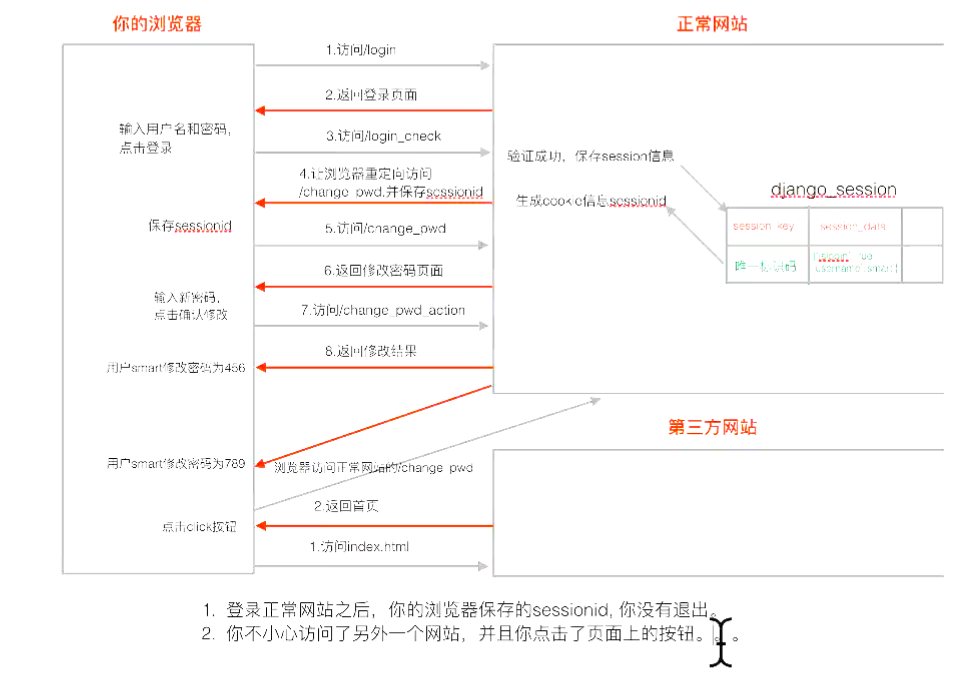 你的浏览器
正常网站
1.访问/login
2.返回登录页面
输入用户名和密码,
点击登录
3.访问/login_check
验证成功，保存session信息
4.让浏览器重定向访问
/change_pwd,并保存sessionid
django_session
生成cookie信息sessionid
保存sessionid
5.访问/change_pwd
session_key
session_data
6.返回修改密码页面
唯一标识码
username:smart}
输入新密码,
点击确认修改
7.访问/change_pwd_action
8.返回修改结果
用户smart修改密码为456
第三方网站
用户smart修改密码为789
浏览器访问正常网站的/change_pwd
2.返回首页
点击click按钮
1.访问index.html
1. 登录正常网站之后，你的浏览器保存的sessionid, 你没有退出。
2. 你不小心访问了另外一个网站，并且你点击了页面上的按钮。